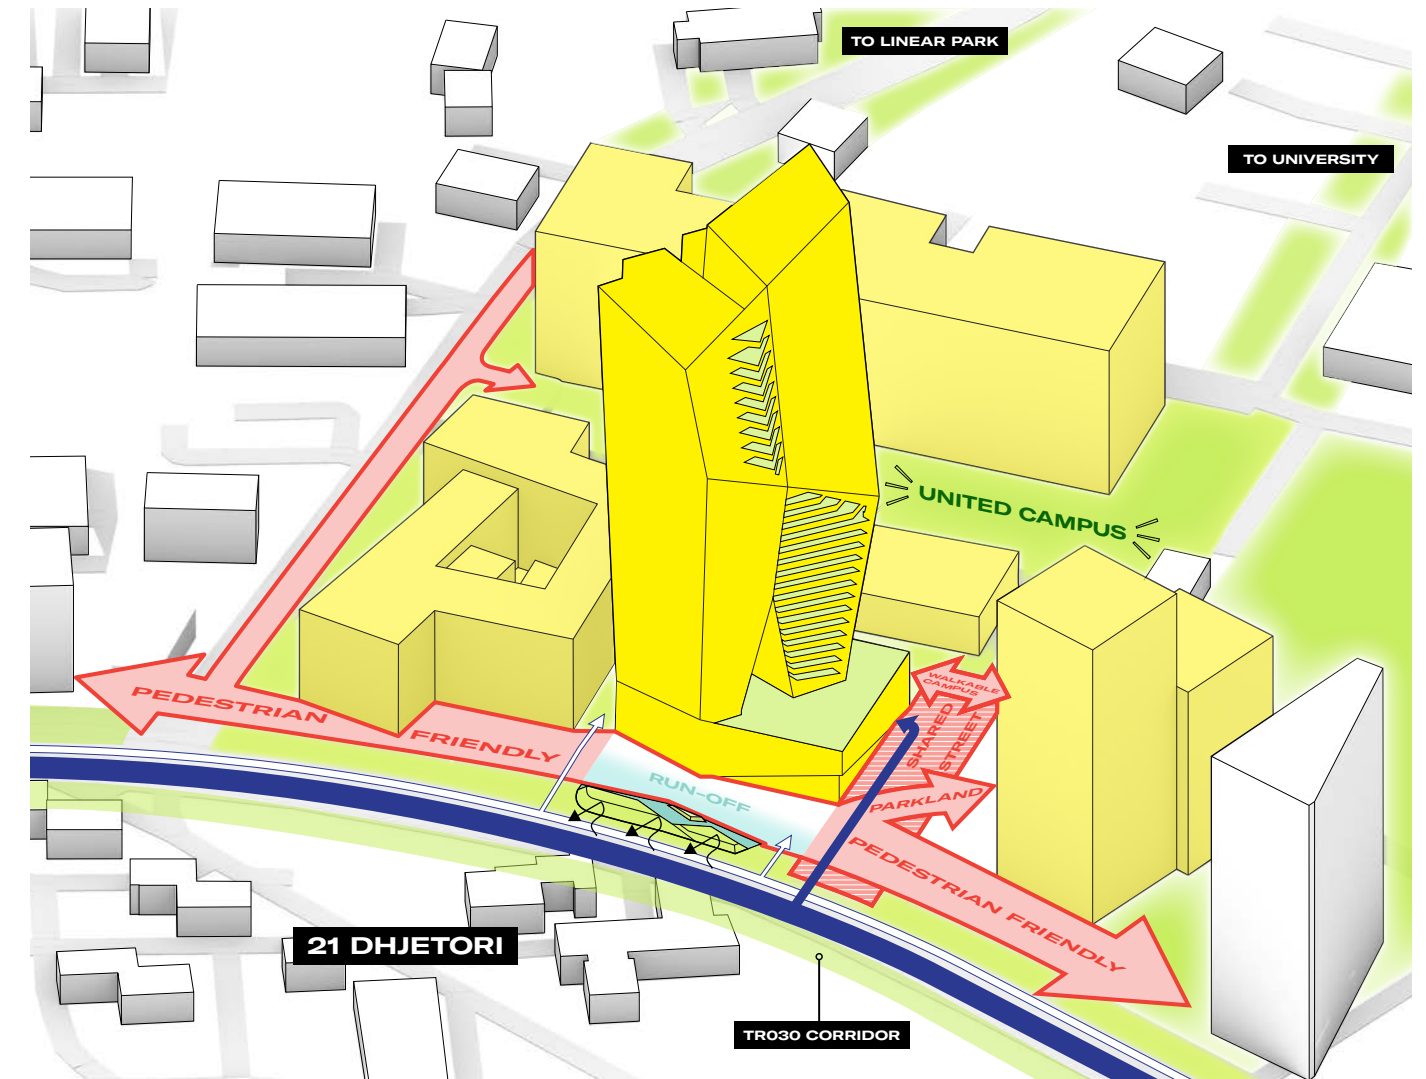 TO LINEAR PARK
TO UNIVERSITY
UNITED CAMPUS
WALKABLE
CAMPUS
PEDESTRIAN
FRIENDLY
SHARED
STREET
RUN-OFF
PARKLAND
PEDESTRIAN FRIENDLY
21 DHJETORI
TR030 CORRIDOR